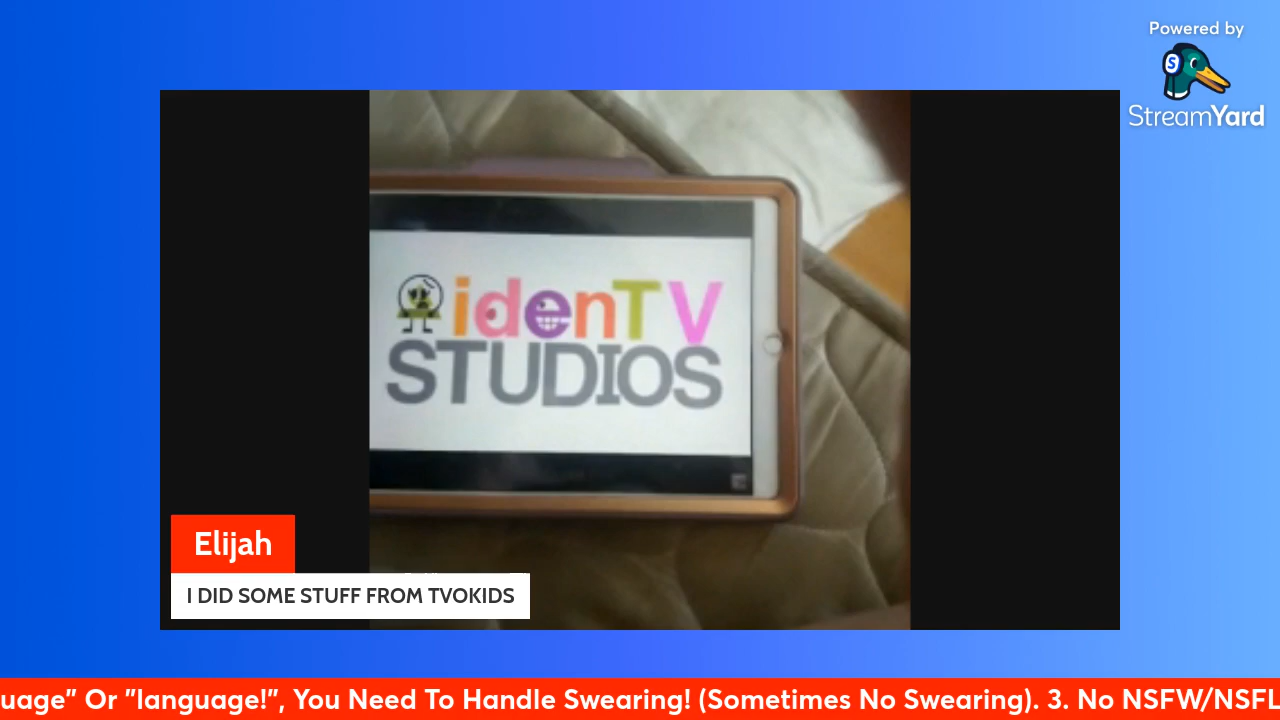 Powered by
StreamYard
idenTV
STUDIOS
Elijah
I DID SOME STUFF FROM TVOKIDS
uage" Or "language!", You Need To Handle Swearing! (Sometimes No Swearing). 3. No NSFW/NSFL